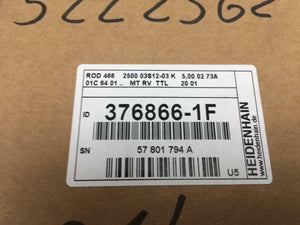 5222562
ROD 466 2500 03S12-03 K 5,00 02 73A
01C 64 01 .. MT RV TTL 20 01
ID 376866-1F
SN 57 801 794 A
HEIDENHAIN
www.heidenhain.de
U5